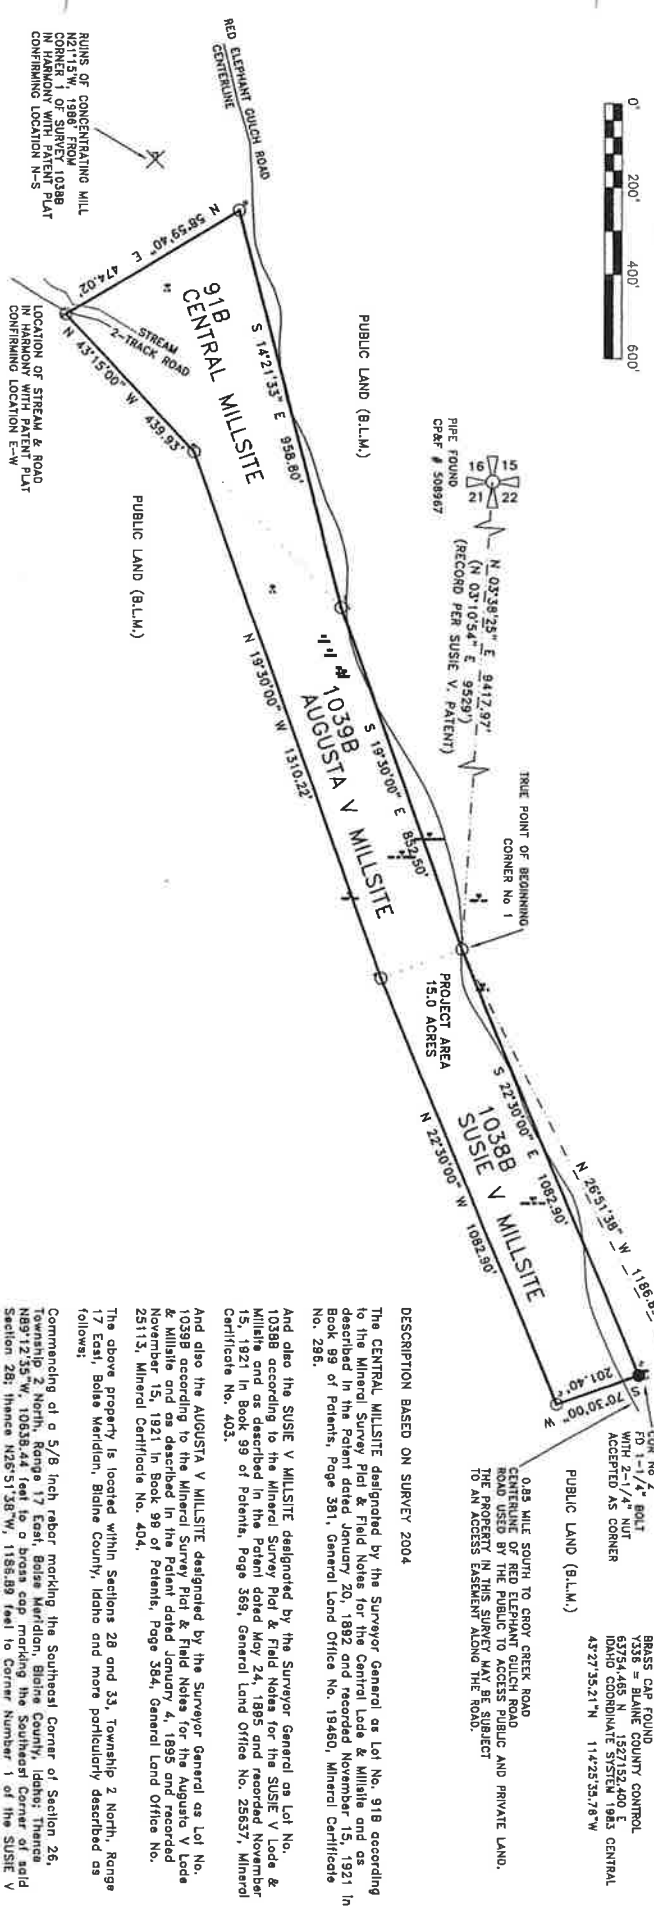 0'
200'
400'
600'
RED ELEPHANT GULCH ROAD
CENTERLINE
RUINS OF CONCENTRATING MILL
N21°15'W, 1986' FROM
CORNER 1 OF SURVEY 1038B
IN HARMONY WITH PATENT PLAT
CONFIRMING LOCATION N-S
N 58°59'40" E 474.02'
91B
CENTRAL MILLSITE
STREAM
2-TRACK ROAD
LOCATION OF STREAM & ROAD
IN HARMONY WITH PATENT PLAT
CONFIRMING LOCATION E-W
S 14°21'33" E 958.80'
N 43°15'00" W 439.93'
PUBLIC LAND (B.L.M.)
PUBLIC LAND (B.L.M.)
16 15
21 22
PIPE FOUND
CP&F # 508967
N 03°38'25" E 9417.97'
(N 03°10'54" E 9529')
(RECORD PER SUSIE V. PATENT)
TRUE POINT OF BEGINNING
CORNER No 1
1039B
AUGUSTA V MILLSITE
S 19°30'00" E 852.50'
N 19°30'00" W 1310.22'
PROJECT AREA
15.0 ACRES
1038B
SUSIE V MILLSITE
S 22°30'00" E 1082.90'
N 22°30'00" W 1082.90'
N 26°51'38" W
S 70°30'00" W
201.40'
FD 1-1/4" BOLT
WITH 2-1/4" NUT
ACCEPTED AS CORNER
BRASS CAP FOUND
Y336 = BLAINE COUNTY CONTROL
63754.465 N 1527152.400 E
IDAHO COORDINATE SYSTEM 1983 CENTRAL
43°27'35.21"N 114°25'35.78"W
PUBLIC LAND (B.L.M.)
0.85 MILE SOUTH TO CROY CREEK ROAD
CENTERLINE OF RED ELEPHANT GULCH ROAD
ROAD USED BY THE PUBLIC TO ACCESS PUBLIC AND PRIVATE LAND.
THE PROPERTY IN THIS SURVEY MAY BE SUBJECT
TO AN ACCESS EASEMENT ALONG THE ROAD.
DESCRIPTION BASED ON SURVEY 2004
The CENTRAL MILLSITE designated by the Surveyor General as Lot No. 91B according
to the Mineral Survey Plat & Field Notes for the Central Lode & Millsite and as
described in the Patent dated January 20, 1892 and recorded November 15, 1921 in
Book 99 of Patents, Page 381, General Land Office No. 19460, Mineral Certificate
No. 296.
And also the SUSIE V MILLSITE designated by the Surveyor General as Lot No.
1038B according to the Mineral Survey Plat & Field Notes for the SUSIE V Lode &
Millsite and as described in the Patent dated May 24, 1895 and recorded November
15, 1921 in Book 99 of Patents, Page 369, General Land Office No. 25637, Mineral
Certificate No. 403.
And also the AUGUSTA V MILLSITE designated by the Surveyor General as Lot No.
1039B according to the Mineral Survey Plat & Field Notes for the Augusta V Lode
& Millsite and as described in the Patent dated January 4, 1895 and recorded
November 15, 1921 in Book 99 of Patents, Page 384, General Land Office No.
25113, Mineral Certificate No. 404.
The above property is located within Sections 28 and 33, Township 2 North, Range
17 East, Boise Meridian, Blaine County, Idaho and more particularly described as
follows;
Commencing at a 5/8 inch rebar marking the Southeast Corner of Section 26,
Township 2 North, Range 17 East, Boise Meridian, Blaine County, Idaho; Thence
N89°12'35"W, 10638.44 feet to a brass cap marking the Southeast Corner of said
Section 28; thence N26°51'38"W, 1186.89 feet to Corner Number 1 of the SUSIE V